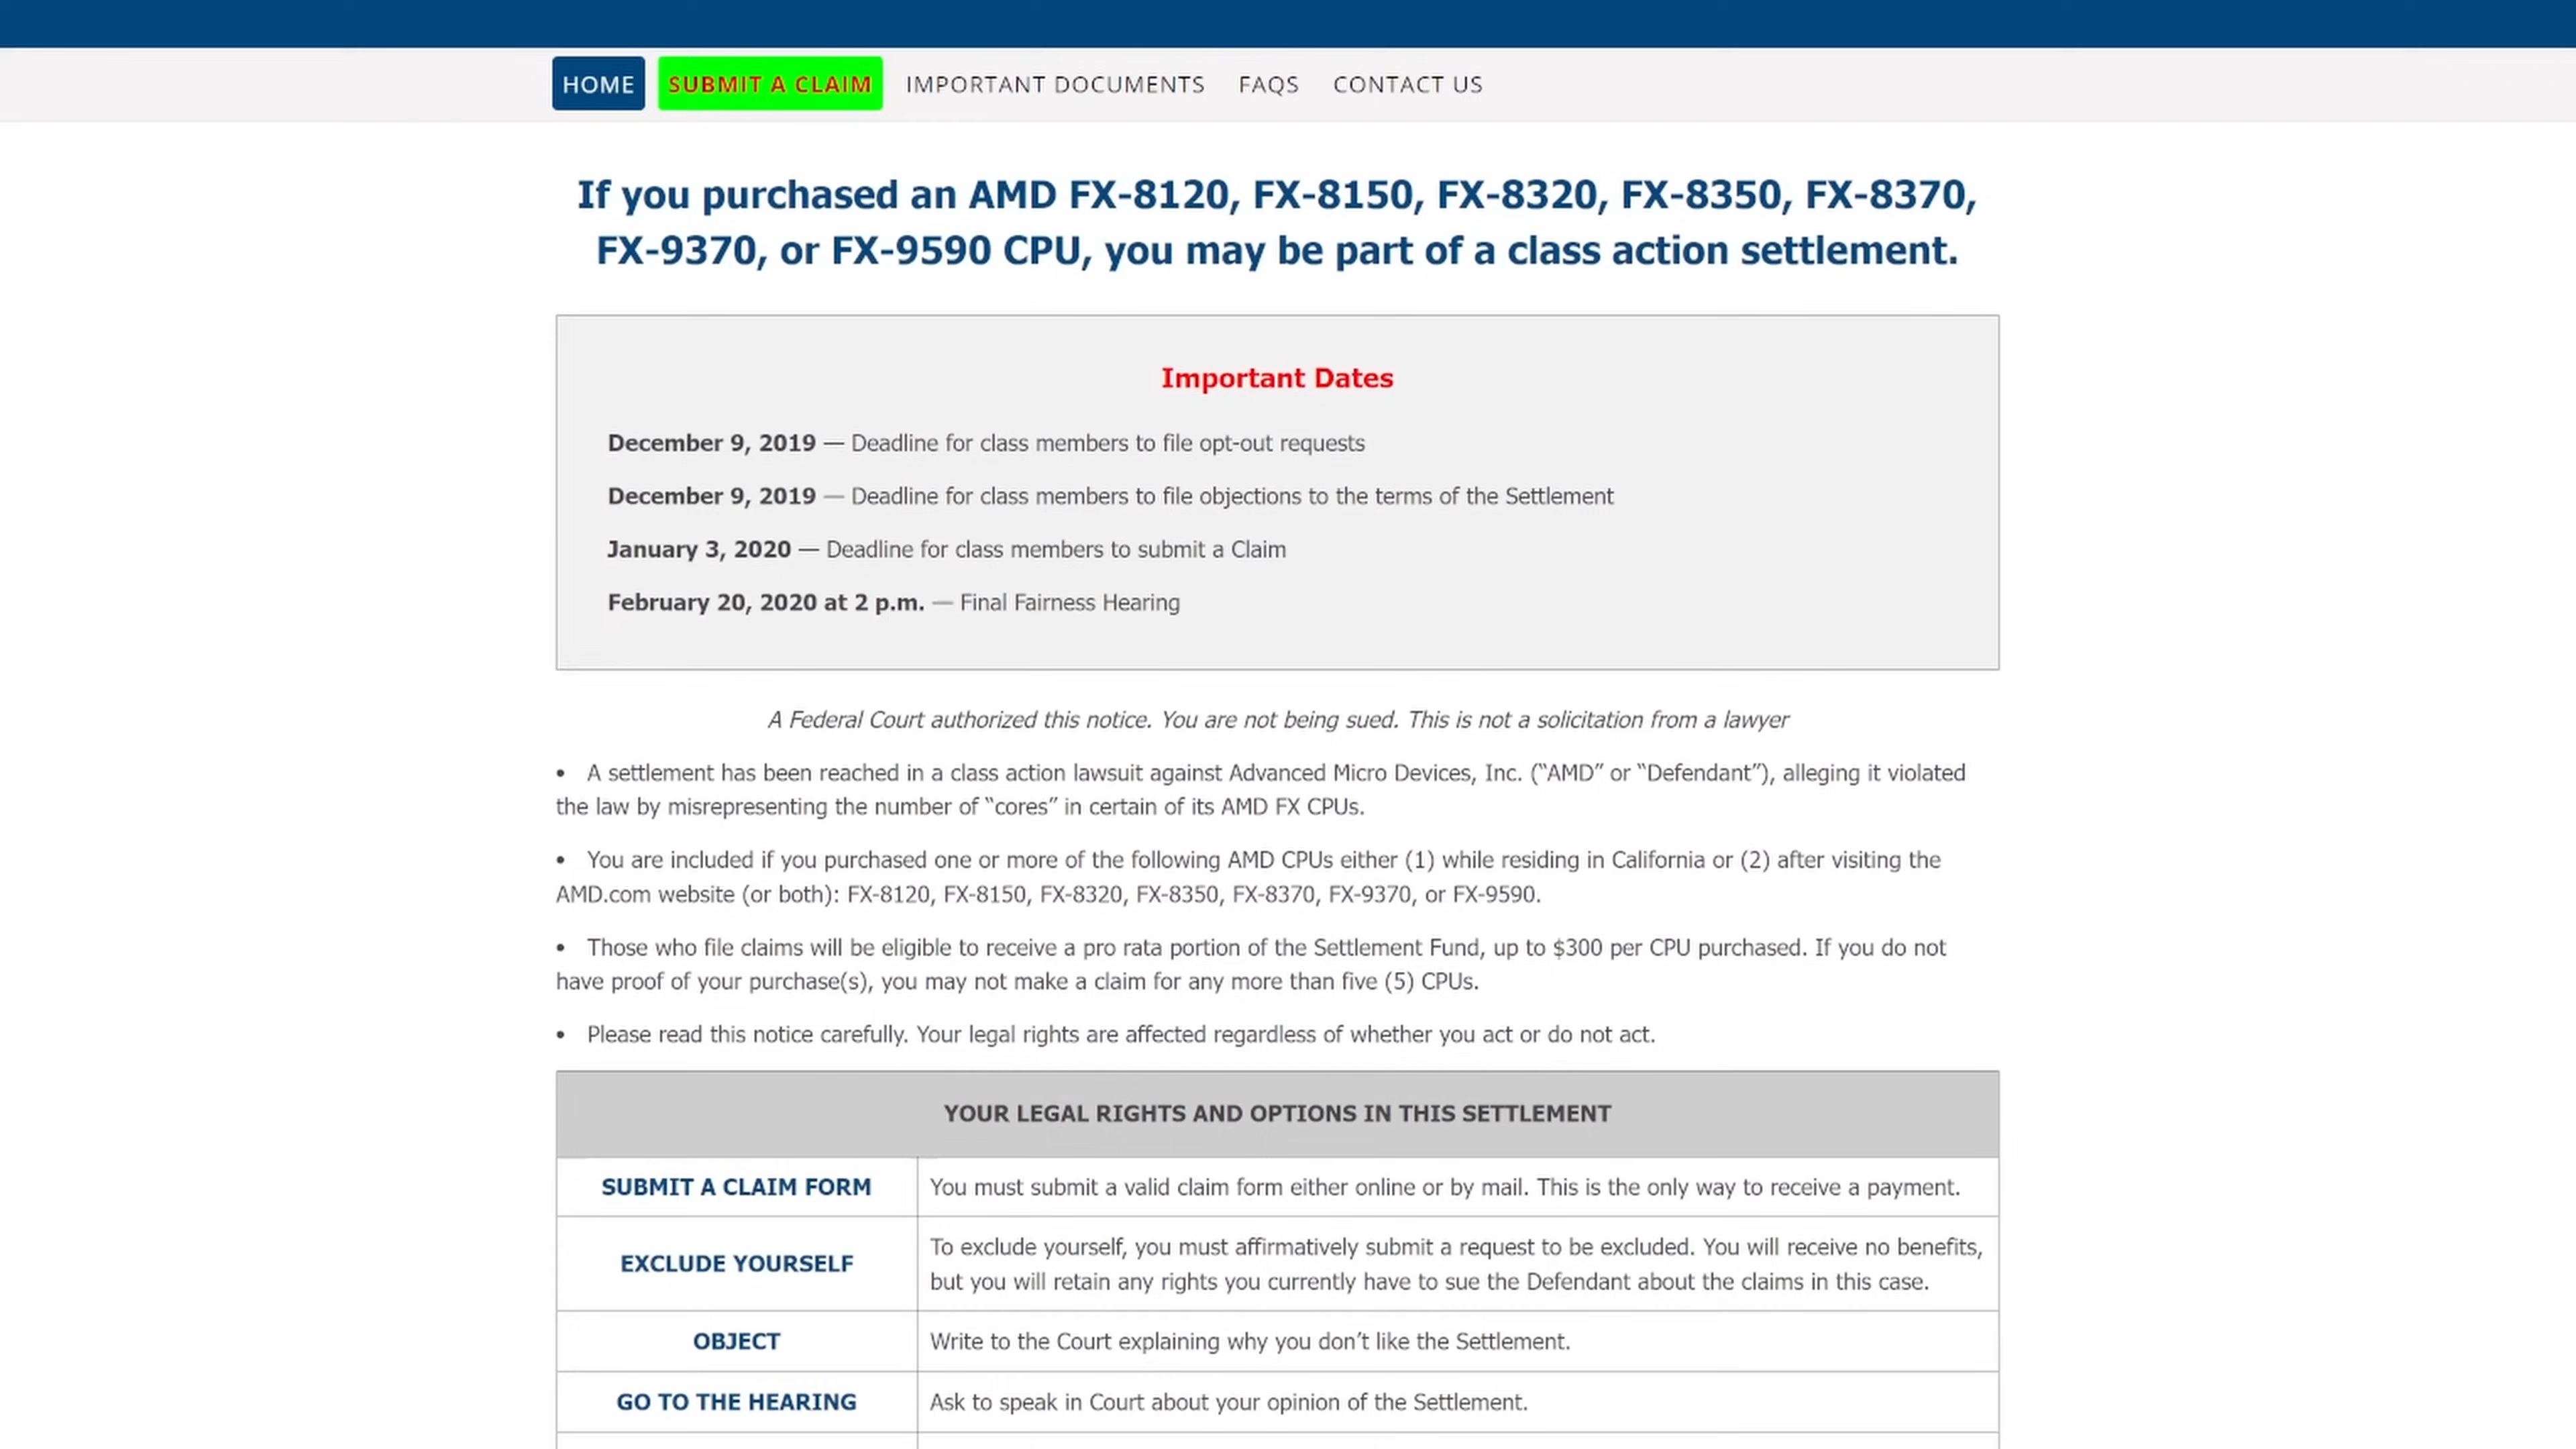 HOME SUBMIT A CLAIM IMPORTANT DOCUMENTS FAQS CONTACT US
If you purchased an AMD FX-8120, FX-8150, FX-8320, FX-8350, FX-8370,
FX-9370, or FX-9590 CPU, you may be part of a class action settlement.
Important Dates
December 9, 2019 — Deadline for class members to file opt-out requests
December 9, 2019 — Deadline for class members to file objections to the terms of the Settlement
January 3, 2020 — Deadline for class members to submit a Claim
February 20, 2020 at 2 p.m. — Final Fairness Hearing
A Federal Court authorized this notice. You are not being sued. This is not a solicitation from a lawyer
• A settlement has been reached in a class action lawsuit against Advanced Micro Devices, Inc. (“AMD” or “Defendant”), alleging it violated
the law by misrepresenting the number of “cores” in certain of its AMD FX CPUs.
• You are included if you purchased one or more of the following AMD CPUs either (1) while residing in California or (2) after visiting the
AMD.com website (or both): FX-8120, FX-8150, FX-8320, FX-8350, FX-8370, FX-9370, or FX-9590.
• Those who file claims will be eligible to receive a pro rata portion of the Settlement Fund, up to $300 per CPU purchased. If you do not
have proof of your purchase(s), you may not make a claim for any more than five (5) CPUs.
• Please read this notice carefully. Your legal rights are affected regardless of whether you act or do not act.
YOUR LEGAL RIGHTS AND OPTIONS IN THIS SETTLEMENT
SUBMIT A CLAIM FORM You must submit a valid claim form either online or by mail. This is the only way to receive a payment.
EXCLUDE YOURSELF To exclude yourself, you must affirmatively submit a request to be excluded. You will receive no benefits,
but you will retain any rights you currently have to sue the Defendant about the claims in this case.
OBJECT Write to the Court explaining why you don’t like the Settlement.
GO TO THE HEARING Ask to speak in Court about your opinion of the Settlement.